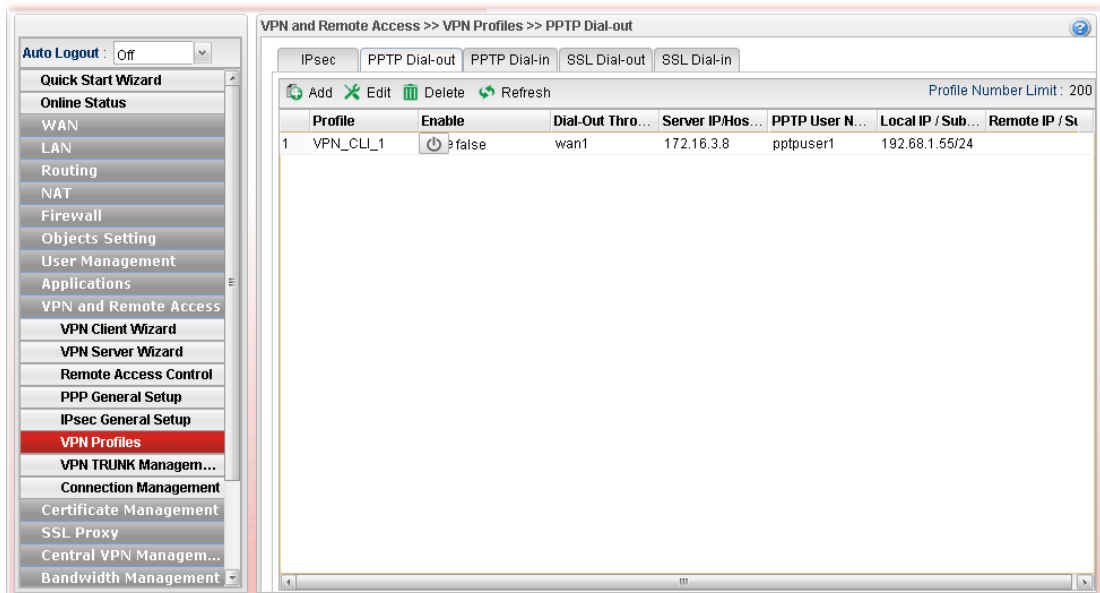 VPN and Remote Access >> VPN Profiles >> PPTP Dial-out
Auto Logout : Off
Quick Start Wizard
Online Status
WAN
LAN
Routing
NAT
Firewall
Objects Setting
User Management
Applications
VPN and Remote Access
VPN Client Wizard
VPN Server Wizard
Remote Access Control
PPP General Setup
IPsec General Setup
VPN Profiles
VPN TRUNK Managem...
Connection Management
Certificate Management
SSL Proxy
Central VPN Managem...
Bandwidth Management
IPsec PPTP Dial-out PPTP Dial-in SSL Dial-out SSL Dial-in
Add Edit Delete Refresh Profile Number Limit : 200
Profile Enable Dial-Out Thro... Server IP/Hos... PPTP User N... Local IP / Sub... Remote IP / Su
1 VPN_CLI_1 false wan1 172.16.3.8 pptpuser1 192.68.1.55/24